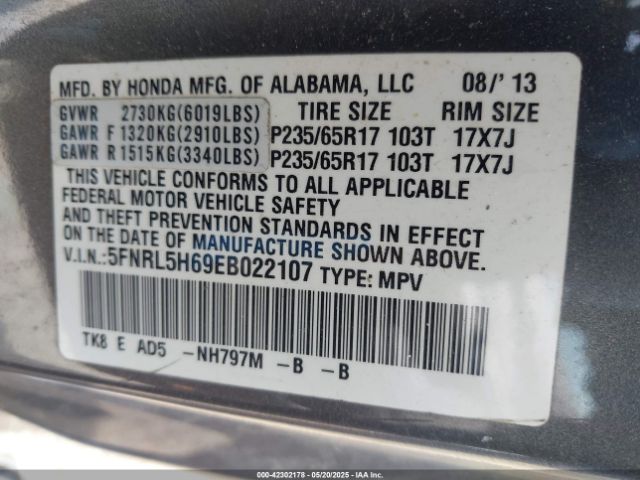 MFD. BY HONDA MFG. OF ALABAMA, LLC 08/'13
GVWR 2730KG(6019LBS) TIRE SIZE RIM SIZE
GAWR F 1320KG(2910LBS) P235/65R17 103T 17X7J
GAWR R 1515KG(3340LBS) P235/65R17 103T 17X7J
THIS VEHICLE CONFORMS TO ALL APPLICABLE
FEDERAL MOTOR VEHICLE SAFETY
AND THEFT PREVENTION STANDARDS IN EFFECT
ON THE DATE OF MANUFACTURE SHOWN ABOVE.
V.I.N.:5FNRL5H69EB022107 TYPE: MPV
TK8 E AD5 -NH797M -B -B
00-42302178 | 05/20/2025 | IAAI.COM